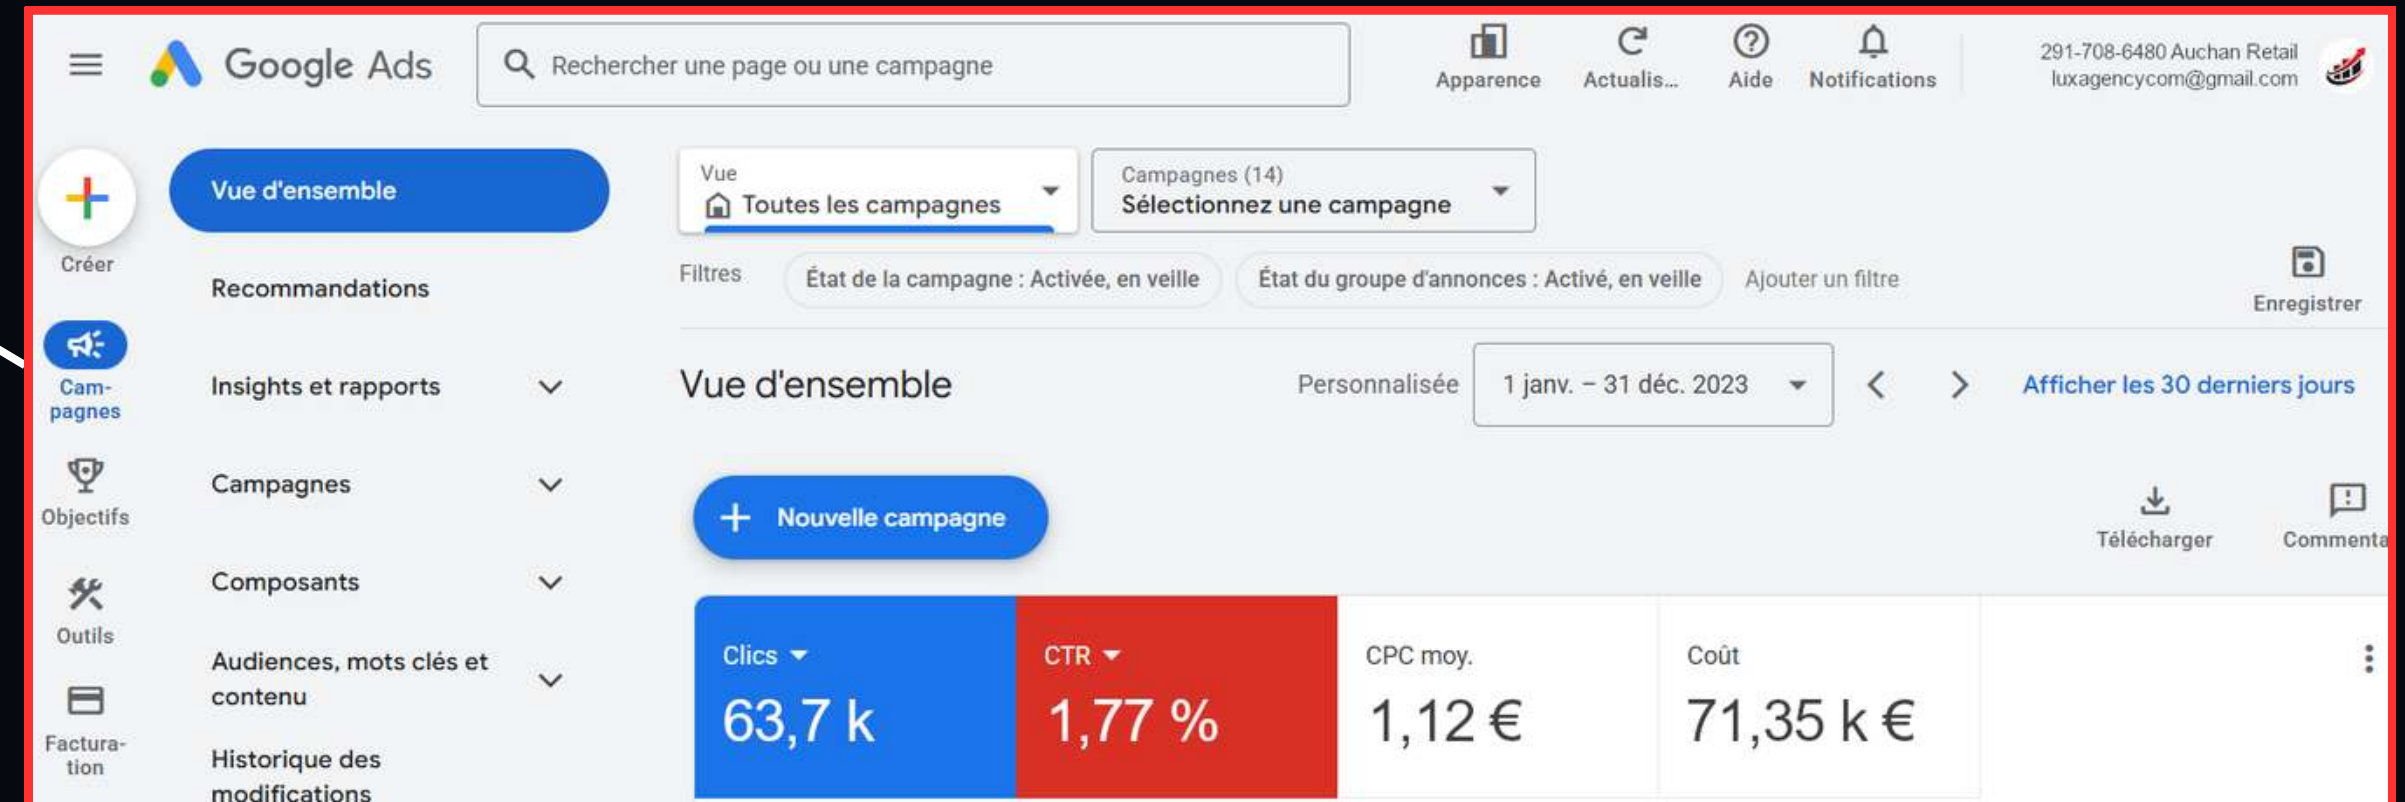 Google Ads
Rechercher une page ou une campagne
Apparence
Actualis...
Aide
Notifications
291-708-6480 Auchan Retail
luxagencycom@gmail.com
Créer
Cam-
pagnes
Objectifs
Outils
Factura-
tion
Vue d'ensemble
Recommandations
Insights et rapports
Campagnes
Composants
Audiences, mots clés et
contenu
Historique des
modifications
Vue
Toutes les campagnes
Campagnes (14)
Sélectionnez une campagne
Filtres
État de la campagne : Activée, en veille
État du groupe d'annonces : Activé, en veille
Ajouter un filtre
Enregistrer
Vue d'ensemble
Personnalisée
1 janv. – 31 déc. 2023
Afficher les 30 derniers jours
Nouvelle campagne
Télécharger
Commenta
Clics
63,7 k
CTR
1,77 %
CPC moy.
1,12 €
Coût
71,35 k €